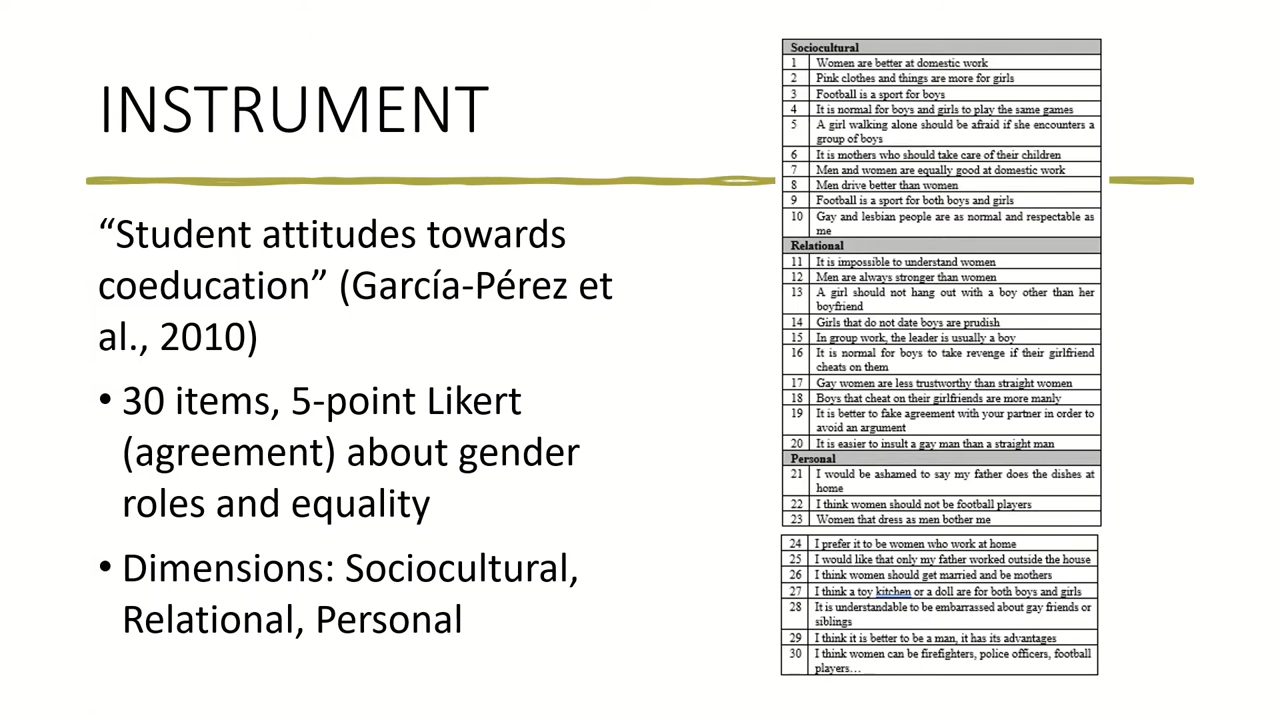 INSTRUMENT
“Student attitudes towards
coeducation” (García-Pérez et
al., 2010)
• 30 items, 5-point Likert
(agreement) about gender
roles and equality
• Dimensions: Sociocultural,
Relational, Personal
Sociocultural
1 Women are better at domestic work
2 Pink clothes and things are more for girls
3 Football is a sport for boys
4 It is normal for boys and girls to play the same games
5 A girl walking alone should be afraid if she encounters a
group of boys
6 It is mothers who should take care of their children
7 Men and women are equally good at domestic work
8 Men drive better than women
9 Football is a sport for both boys and girls
10 Gay and lesbian people are as normal and respectable as
me
Relational
11 It is impossible to understand women
12 Men are always stronger than women
13 A girl should not hang out with a boy other than her
boyfriend
14 Girls that do not date boys are prudish
15 In group work, the leader is usually a boy
16 It is normal for boys to take revenge if their girlfriend
cheats on them
17 Gay women are less trustworthy than straight women
18 Boys that cheat on their girlfriends are more manly
19 It is better to fake agreement with your partner in order to
avoid an argument
20 It is easier to insult a gay man than a straight man
Personal
21 I would be ashamed to say my father does the dishes at
home
22 I think women should not be football players
23 Women that dress as men bother me
24 I prefer it to be women who work at home
25 I would like that only my father worked outside the house
26 I think women should get married and be mothers
27 I think a toy kitchen or a doll are for both boys and girls
28 It is understandable to be embarrassed about gay friends or
siblings
29 I think it is better to be a man, it has its advantages
30 I think women can be firefighters, police officers, football
players…